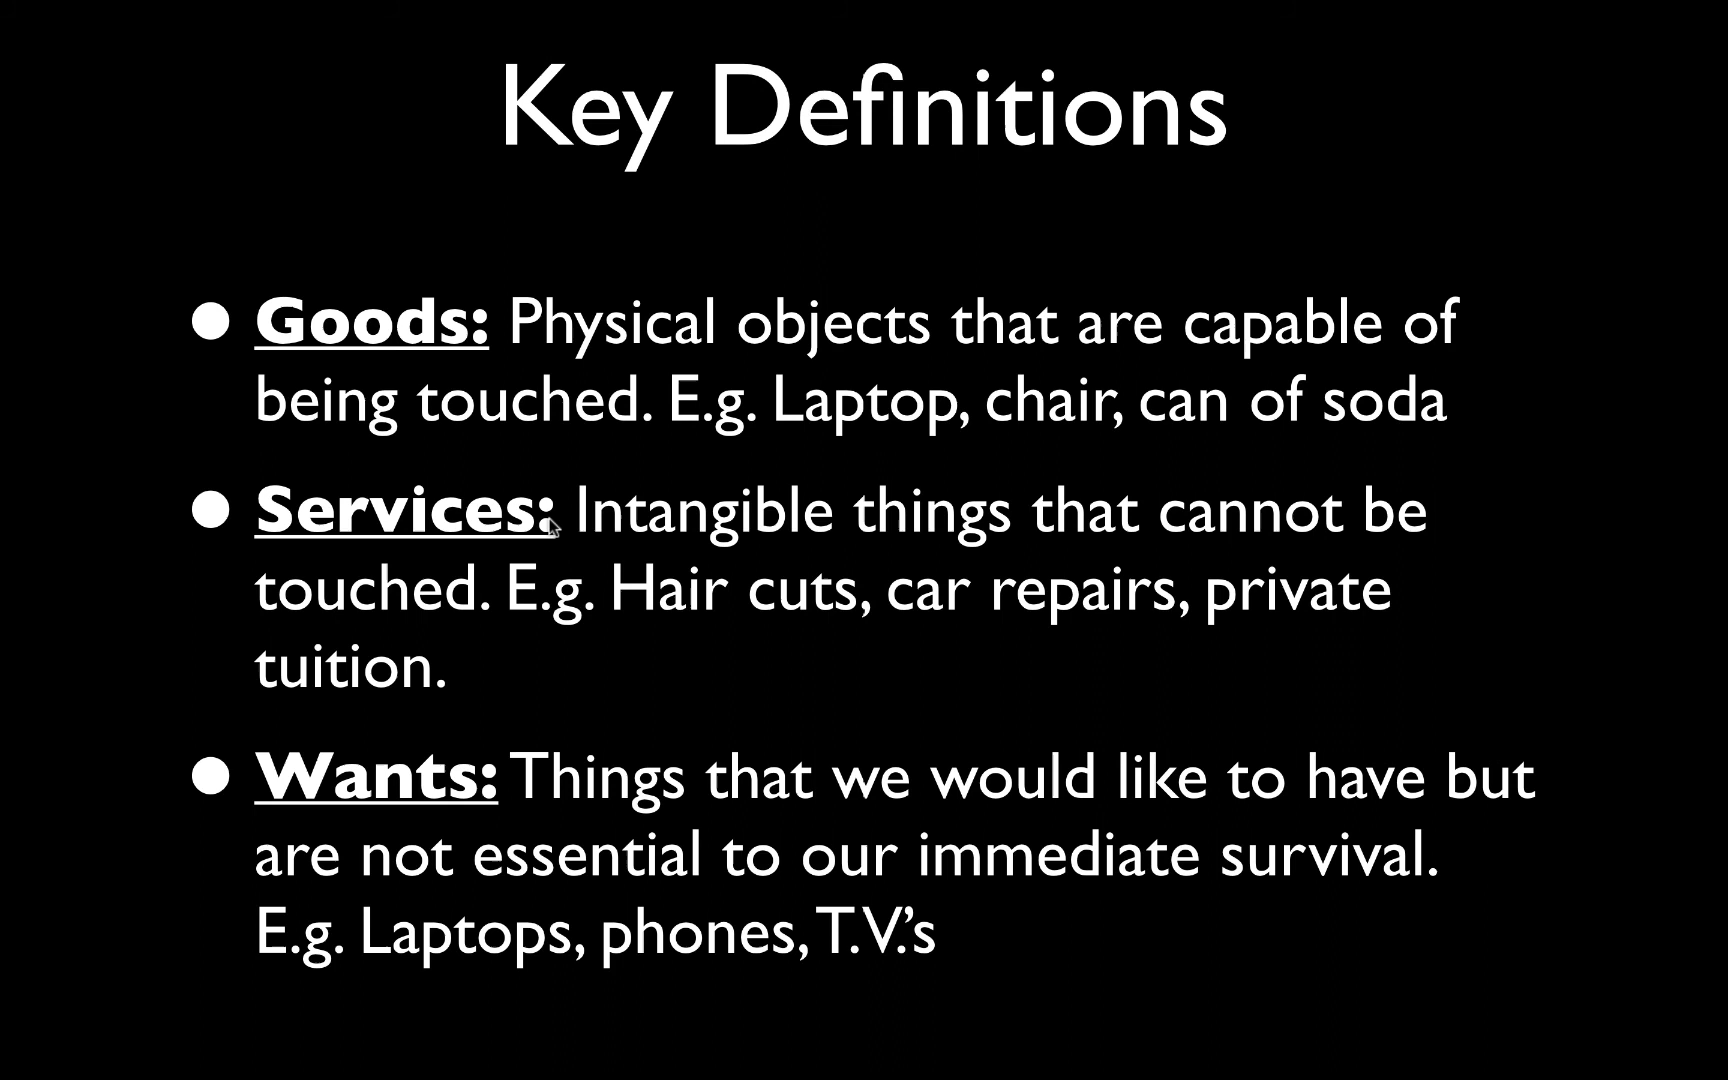 Key Definitions
• Goods: Physical objects that are capable of
being touched. E.g. Laptop, chair, can of soda
• Services: Intangible things that cannot be
touched. E.g. Hair cuts, car repairs, private
tuition.
• Wants: Things that we would like to have but
are not essential to our immediate survival.
E.g. Laptops, phones, T.V.’s